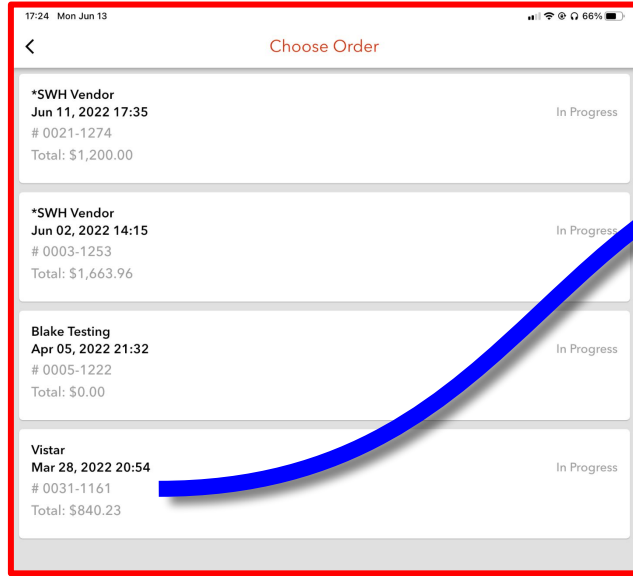 17:24 Mon Jun 13 66%
Choose Order
*SWH Vendor
Jun 11, 2022 17:35 In Progress
# 0021-1274
Total: $1,200.00
*SWH Vendor
Jun 02, 2022 14:15 In Progress
# 0003-1253
Total: $1,663.96
Blake Testing
Apr 05, 2022 21:32 In Progress
# 0005-1222
Total: $0.00
Vistar
Mar 28, 2022 20:54 In Progress
# 0031-1161
Total: $840.23